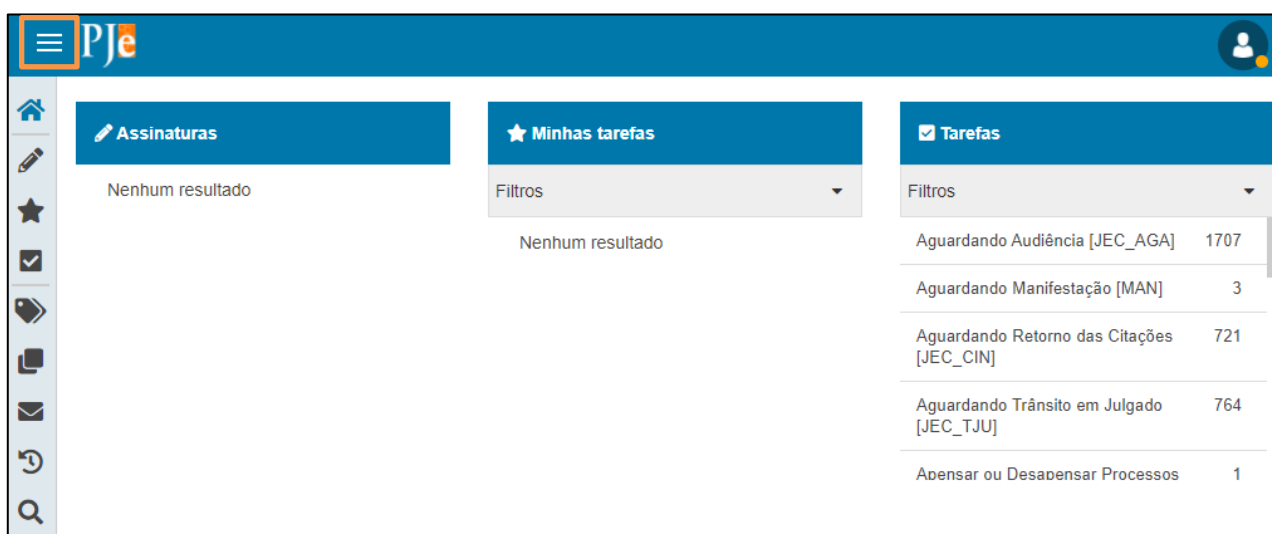 PJe
Assinaturas
Nenhum resultado
Minhas tarefas
Filtros
Nenhum resultado
Tarefas
Filtros
Aguardando Audiência [JEC_AGA] 1707
Aguardando Manifestação [MAN] 3
Aguardando Retorno das Citações 721
[JEC_CIN]
Aguardando Trânsito em Julgado 764
[JEC_TJU]
Apensar ou Desapensar Processos 1